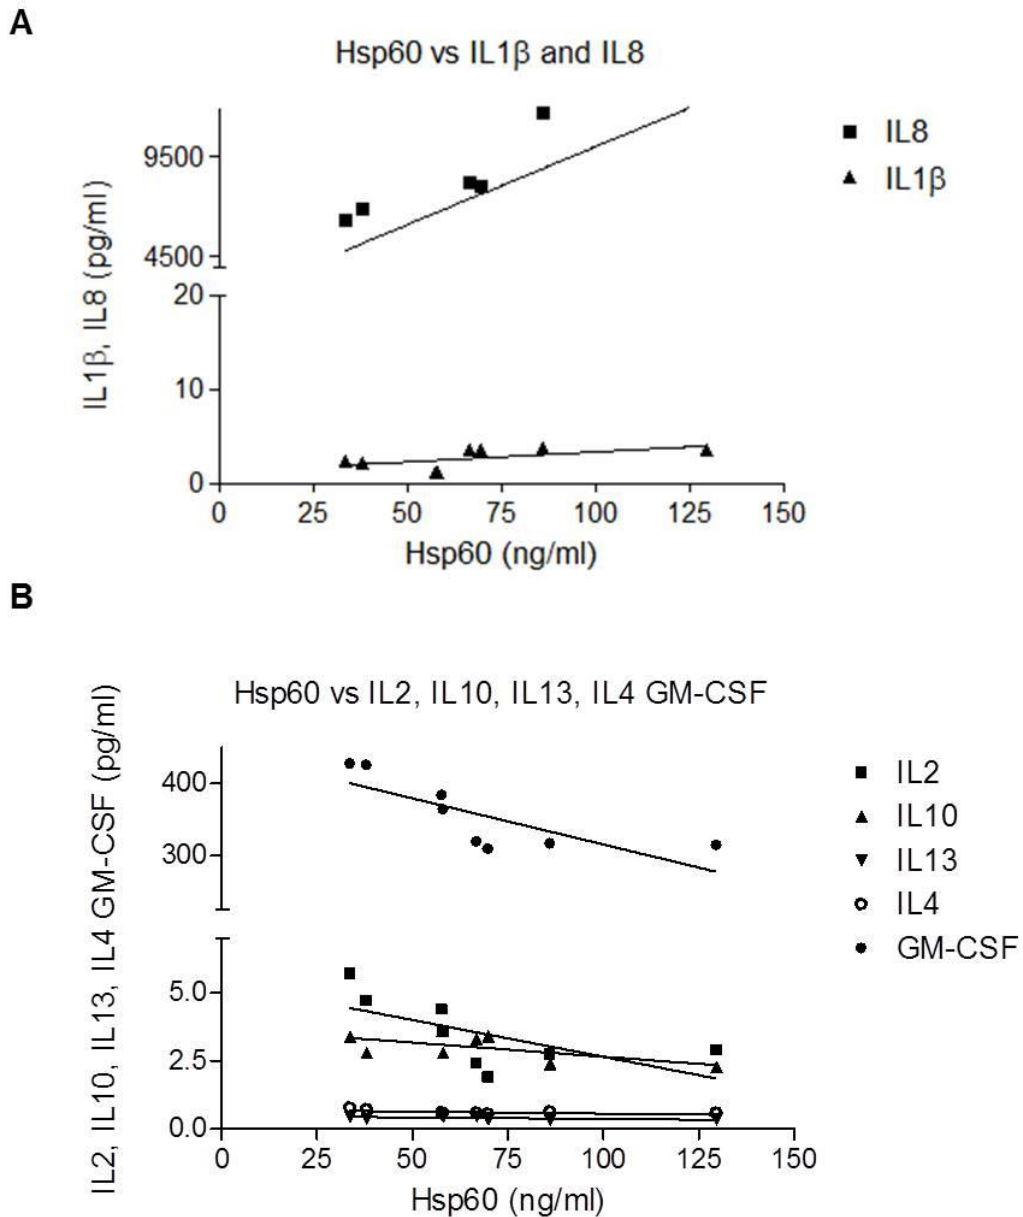 A
Hsp60 vs IL1β and IL8
IL1β, IL8 (pg/ml)
9500
4500
20
10
0
0 25 50 75 100 125 150
Hsp60 (ng/ml)
IL8
IL1β
B
Hsp60 vs IL2, IL10, IL13, IL4 GM-CSF
IL2, IL10, IL13, IL4 GM-CSF (pg/ml)
400
300
5.0
2.5
0.0
0 25 50 75 100 125 150
Hsp60 (ng/ml)
IL2
IL10
IL13
IL4
GM-CSF